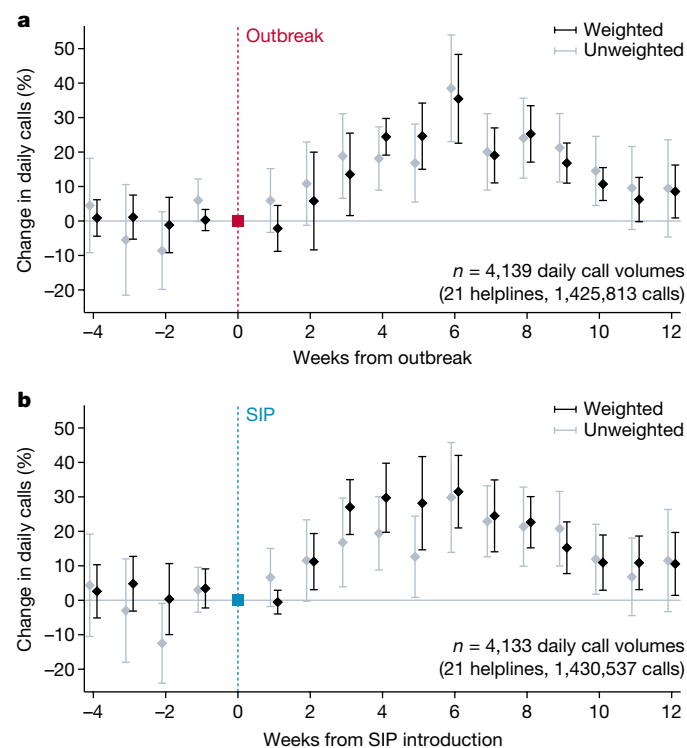 a
Outbreak
Weighted
Unweighted
Change in daily calls (%)
50
40
30
20
10
0
−10
−20
n = 4,139 daily call volumes
(21 helplines, 1,425,813 calls)
−4 −2 0 2 4 6 8 10 12
Weeks from outbreak
b
SIP
Weighted
Unweighted
Change in daily calls (%)
50
40
30
20
10
0
−10
−20
n = 4,133 daily call volumes
(21 helplines, 1,430,537 calls)
−4 −2 0 2 4 6 8 10 12
Weeks from SIP introduction